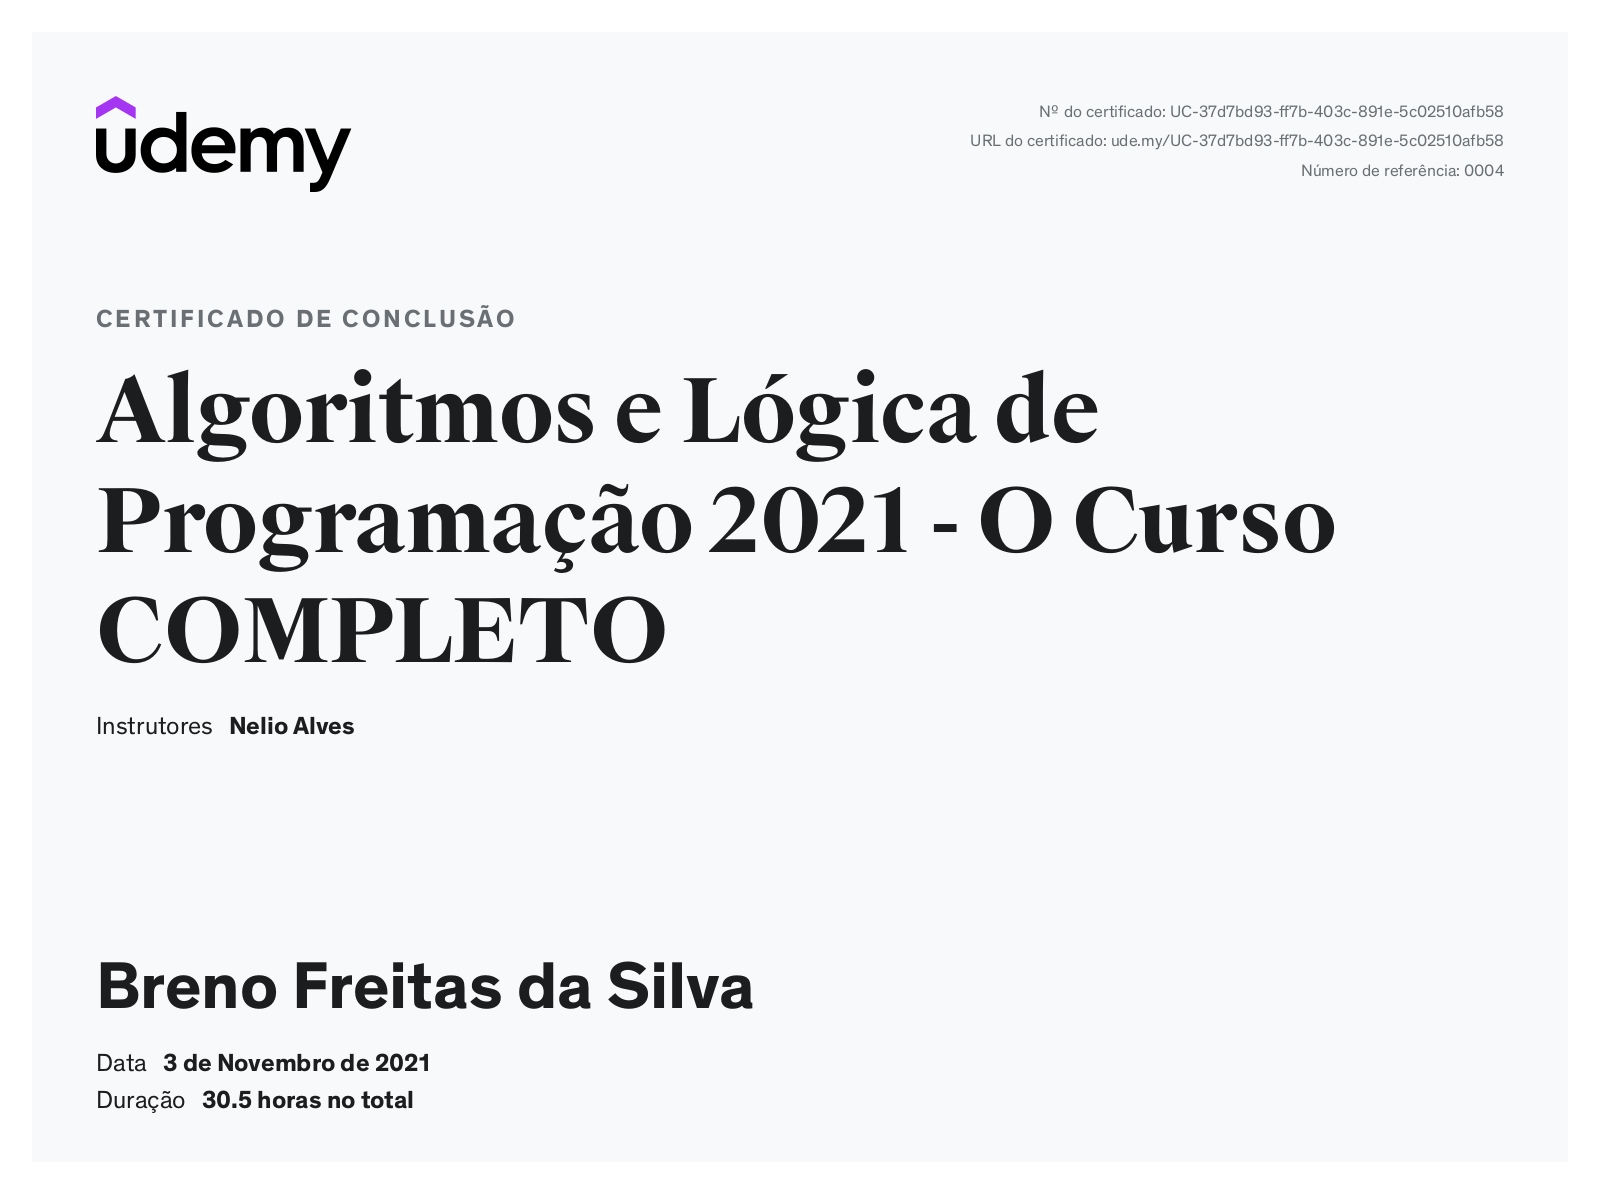 udemy
Nº do certificado: UC-37d7bd93-ff7b-403c-891e-5c02510afb58
URL do certificado: ude.my/UC-37d7bd93-ff7b-403c-891e-5c02510afb58
Número de referência: 0004
CERTIFICADO DE CONCLUSÃO
Algoritmos e Lógica de
Programação 2021 - O Curso
COMPLETO
Instrutores Nelio Alves
Breno Freitas da Silva
Data 3 de Novembro de 2021
Duração 30.5 horas no total